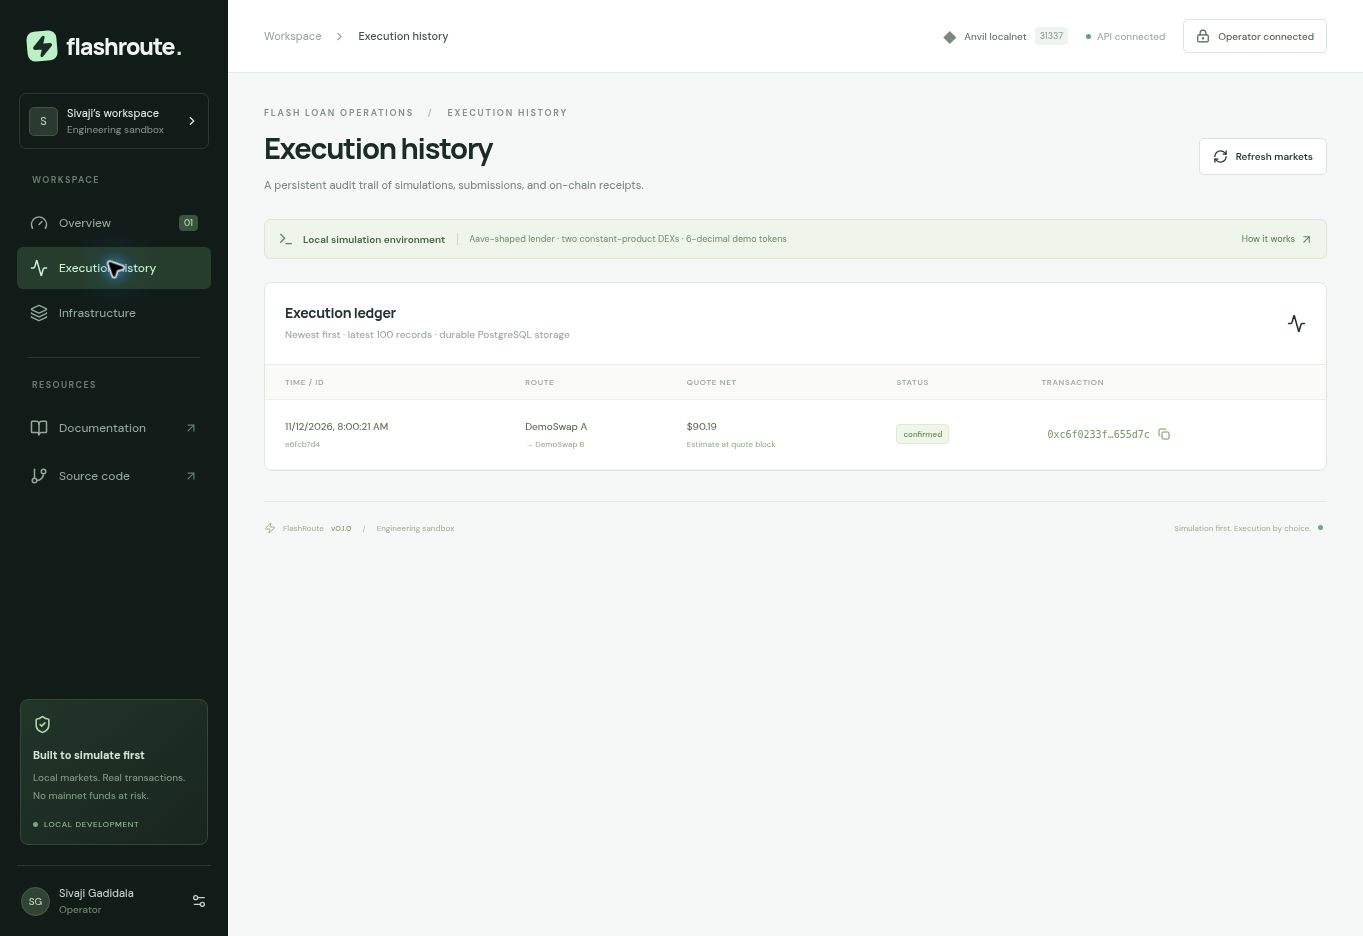 flashroute.
S
Sivaji's workspace
Engineering sandbox
WORKSPACE
Overview 01
Execution history
Infrastructure
RESOURCES
Documentation
Source code
Built to simulate first
Local markets. Real transactions.
No mainnet funds at risk.
LOCAL DEVELOPMENT
SG
Sivaji Gadidala
Operator
Workspace > Execution history
Anvil localnet 31337
API connected
Operator connected
FLASH LOAN OPERATIONS / EXECUTION HISTORY
Execution history
A persistent audit trail of simulations, submissions, and on-chain receipts.
Refresh markets
Local simulation environment
Aave-shaped lender · two constant-product DEXs · 6-decimal demo tokens
How it works
Execution ledger
Newest first · latest 100 records · durable PostgreSQL storage
TIME / ID ROUTE QUOTE NET STATUS TRANSACTION
11/12/2026, 8:00:21 AM DemoSwap A $90.19 confirmed 0xc6f0233f…655d7c
e6fcb7d4 → DemoSwap B Estimate at quote block
FlashRoute v0.1.0 / Engineering sandbox
Simulation first. Execution by choice.